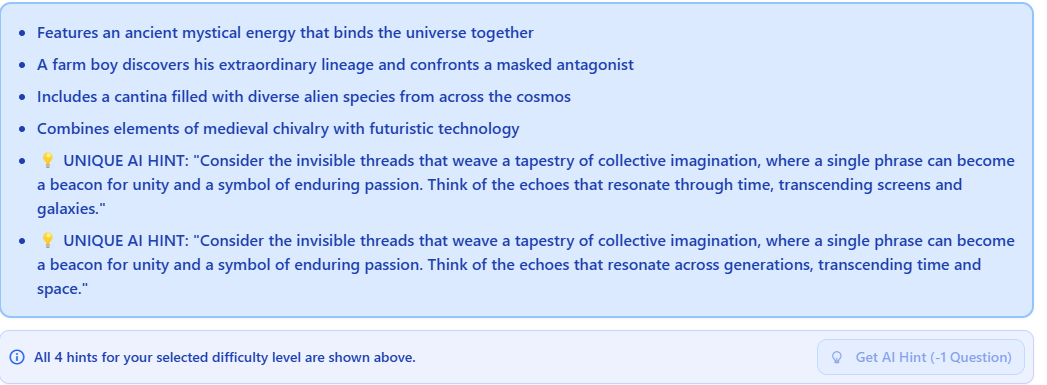 • Features an ancient mystical energy that binds the universe together
• A farm boy discovers his extraordinary lineage and confronts a masked antagonist
• Includes a cantina filled with diverse alien species from across the cosmos
• Combines elements of medieval chivalry with futuristic technology
• 💡 UNIQUE AI HINT: "Consider the invisible threads that weave a tapestry of collective imagination, where a single phrase can become
a beacon for unity and a symbol of enduring passion. Think of the echoes that resonate through time, transcending screens and
galaxies."
• 💡 UNIQUE AI HINT: "Consider the invisible threads that weave a tapestry of collective imagination, where a single phrase can become
a beacon for unity and a symbol of enduring passion. Think of the echoes that resonate across generations, transcending time and
space."
All 4 hints for your selected difficulty level are shown above.
Get AI Hint (-1 Question)